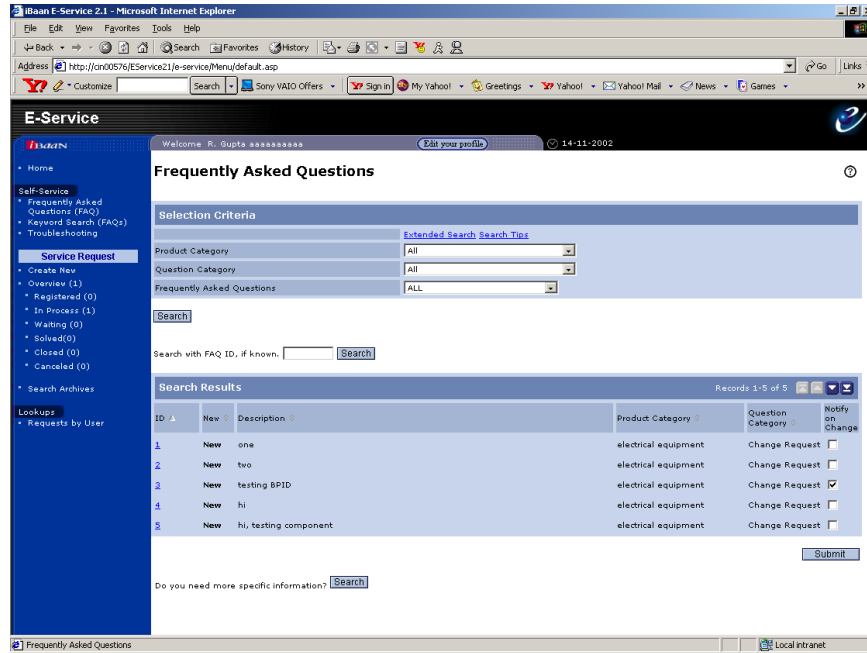 iBaan E-Service 2.1 - Microsoft Internet Explorer
File Edit View Favorites Tools Help
Back Search Favorites History
Address http://cin00576/EService21/e-service/Menu/default.asp Go Links
Y? Customize Search Sony VAIO Offers Y? Sign in My Yahoo! Greetings Y? Yahoo! Yahoo! Mail News Games »
E-Service
iBaan Welcome R. Gupta aaaaaaaaaa Edit your profile 14-11-2002
Home
Self-Service
Frequently Asked
Questions (FAQ)
Keyword Search (FAQs)
Troubleshooting
Service Request
Create New
Overview (1)
Registered (0)
In Process (1)
Waiting (0)
Solved(0)
Closed (0)
Canceled (0)
Search Archives
Lookups
Requests by User
Frequently Asked Questions
Selection Criteria
Extended Search Search Tips
Product Category All
Question Category All
Frequently Asked Questions ALL
Search
Search with FAQ ID, if known. Search
Search Results Records 1-5 of 5
ID New Description Product Category Question Category Notify on Change
1 New one electrical equipment Change Request
2 New two electrical equipment Change Request
3 New testing BPID electrical equipment Change Request
4 New hi electrical equipment Change Request
5 New hi, testing component electrical equipment Change Request
Submit
Do you need more specific information? Search
Frequently Asked Questions Local intranet